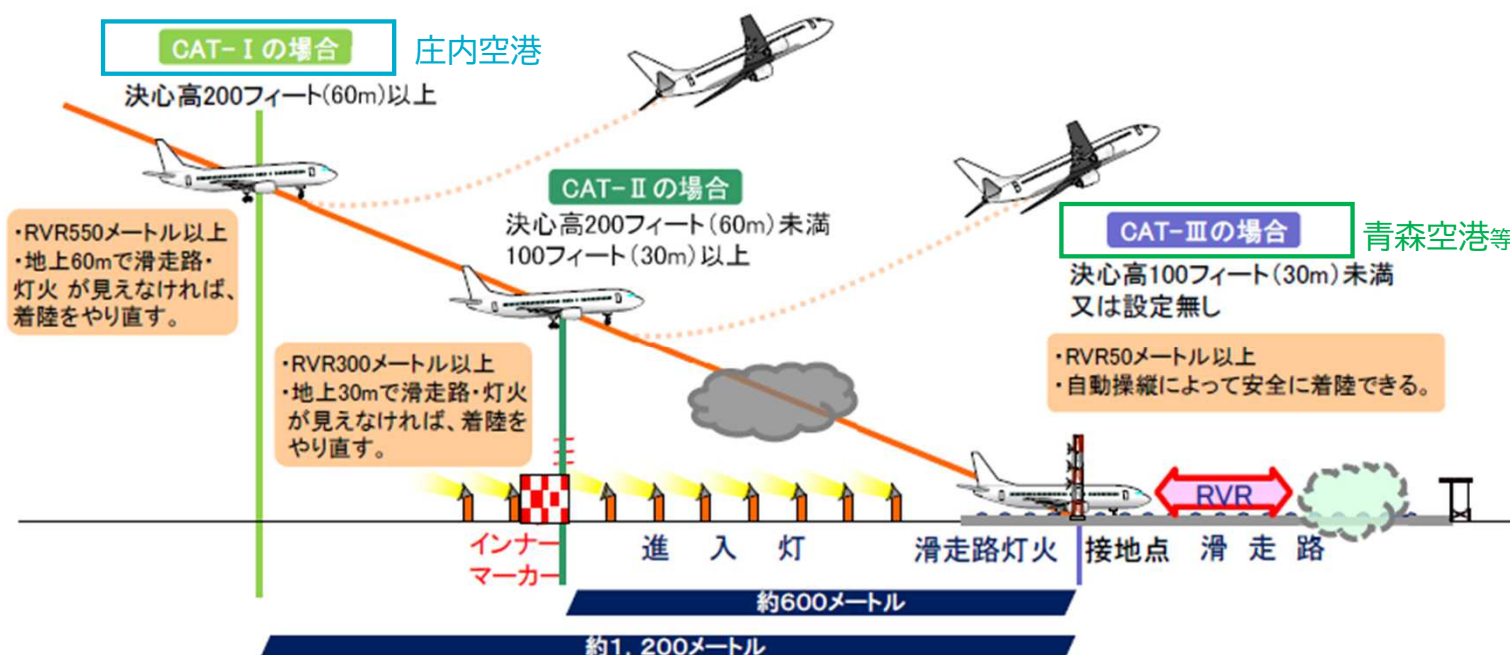 CAT-Ⅰの場合
庄内空港
決心高200フィート(60m)以上
・RVR550メートル以上
・地上60mで滑走路・
灯火 が見えなければ、
着陸をやり直す。
CAT-Ⅱの場合
決心高200フィート(60m)未満
100フィート(30m)以上
・RVR300メートル以上
・地上30mで滑走路・灯火
が見えなければ、着陸を
やり直す。
CAT-Ⅲの場合
青森空港等
決心高100フィート(30m)未満
又は設定無し
・RVR50メートル以上
・自動操縦によって安全に着陸できる。
RVR
インナー
マーカー
進入灯
滑走路灯火
接地点
滑走路
約600メートル
約1,200メートル